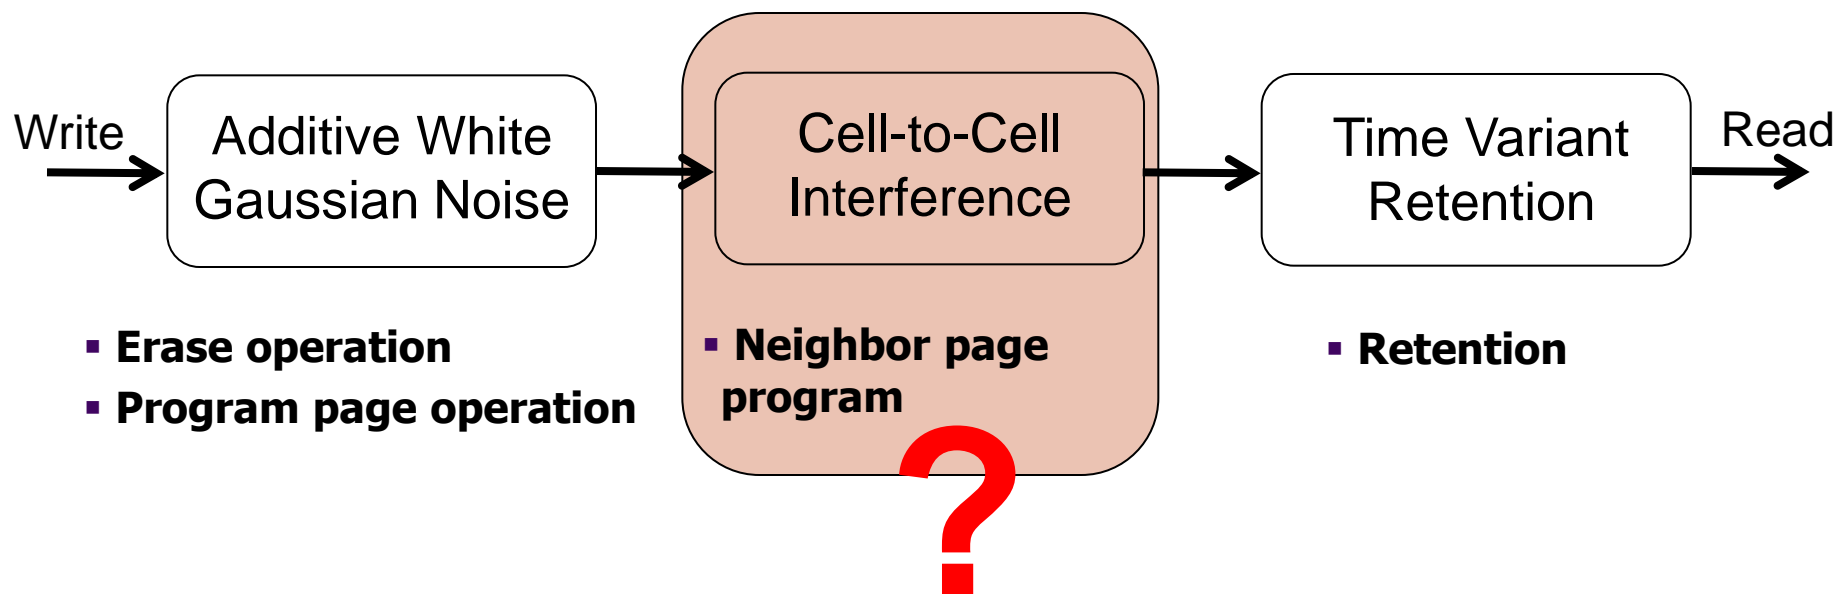 Write
Additive White
Gaussian Noise
Cell-to-Cell
Interference
Time Variant
Retention
Read
▪ Erase operation
▪ Program page operation
▪ Neighbor page
program
▪ Retention
?